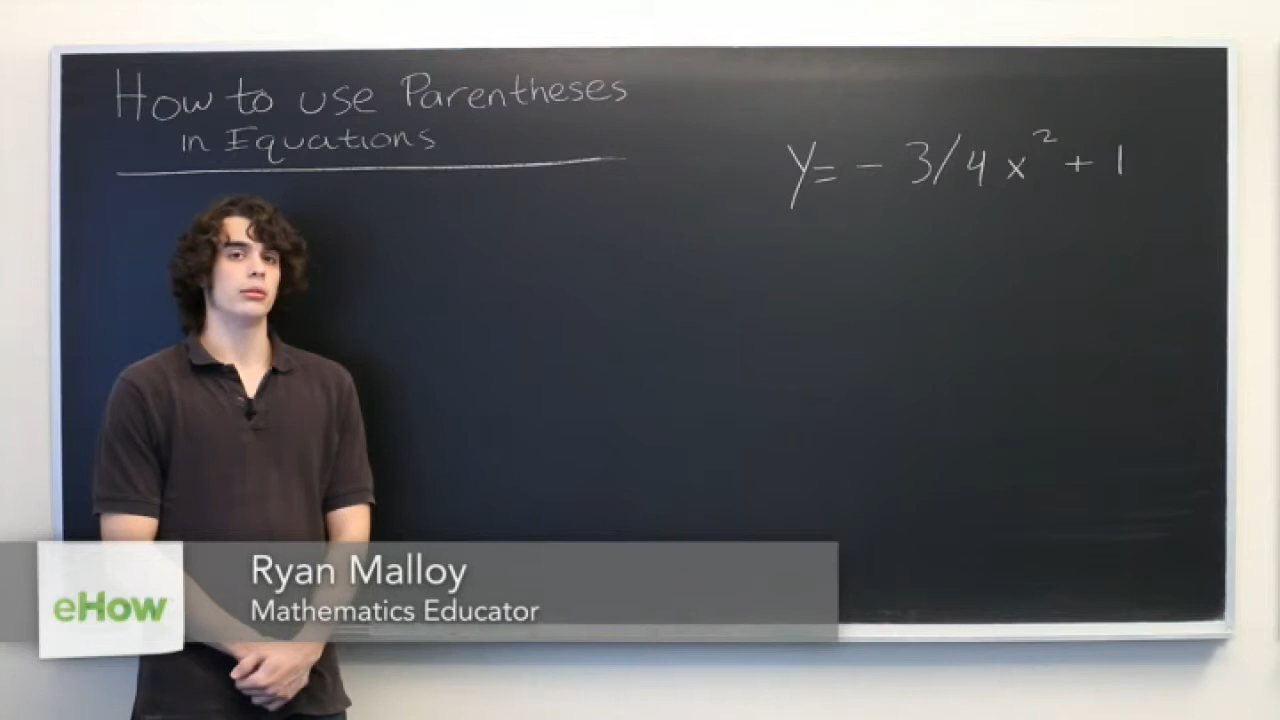 How to use Parentheses
in Equations
y= - 3/4 x² + 1
Ryan Malloy
eHow
Mathematics Educator